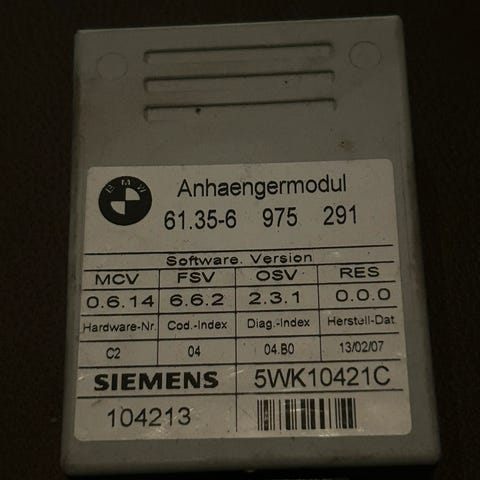 BMW
Anhaengermodul
61.35-6 975 291
Software. Version
MCV FSV OSV RES
0.6.14 6.6.2 2.3.1 0.0.0
Hardware-Nr. Cod.-Index Diag.-Index Herstell-Dat
C2 04 04.B0 13/02/07
SIEMENS 5WK10421C
104213